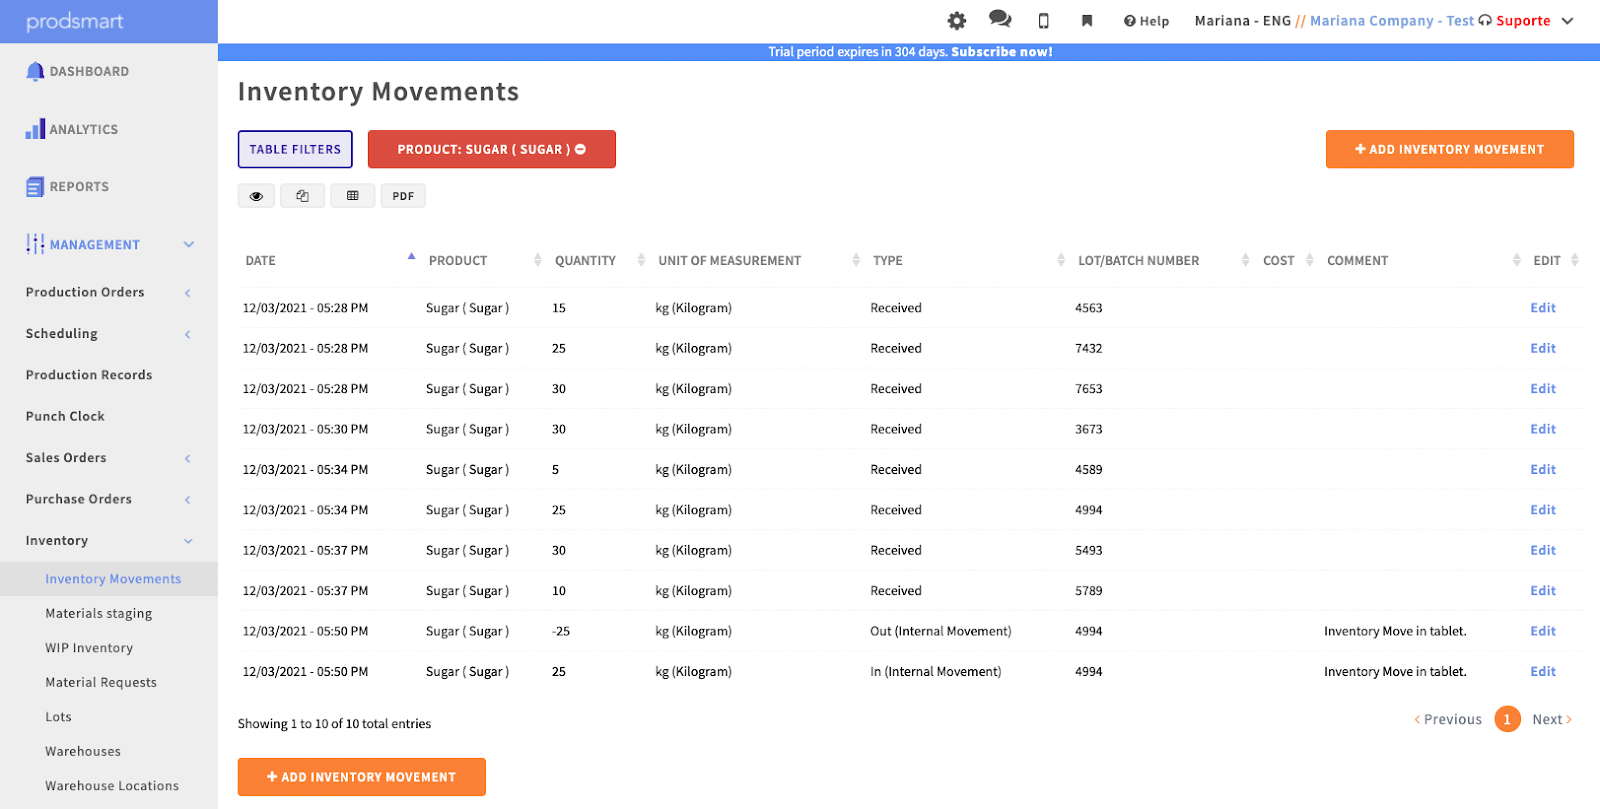 prodsmart
Help Mariana - ENG // Mariana Company - Test Suporte
Trial period expires in 304 days. Subscribe now!
DASHBOARD
ANALYTICS
REPORTS
MANAGEMENT
Production Orders
Scheduling
Production Records
Punch Clock
Sales Orders
Purchase Orders
Inventory
Inventory Movements
Materials staging
WIP Inventory
Material Requests
Lots
Warehouses
Warehouse Locations
Inventory Movements
TABLE FILTERS PRODUCT: SUGAR ( SUGAR ) + ADD INVENTORY MOVEMENT
PDF
DATE PRODUCT QUANTITY UNIT OF MEASUREMENT TYPE LOT/BATCH NUMBER COST COMMENT EDIT
12/03/2021 - 05:28 PM Sugar ( Sugar ) 15 kg (Kilogram) Received 4563 Edit
12/03/2021 - 05:28 PM Sugar ( Sugar ) 25 kg (Kilogram) Received 7432 Edit
12/03/2021 - 05:28 PM Sugar ( Sugar ) 30 kg (Kilogram) Received 7653 Edit
12/03/2021 - 05:30 PM Sugar ( Sugar ) 30 kg (Kilogram) Received 3673 Edit
12/03/2021 - 05:34 PM Sugar ( Sugar ) 5 kg (Kilogram) Received 4589 Edit
12/03/2021 - 05:34 PM Sugar ( Sugar ) 25 kg (Kilogram) Received 4994 Edit
12/03/2021 - 05:37 PM Sugar ( Sugar ) 30 kg (Kilogram) Received 5493 Edit
12/03/2021 - 05:37 PM Sugar ( Sugar ) 10 kg (Kilogram) Received 5789 Edit
12/03/2021 - 05:50 PM Sugar ( Sugar ) -25 kg (Kilogram) Out (Internal Movement) 4994 Inventory Move in tablet. Edit
12/03/2021 - 05:50 PM Sugar ( Sugar ) 25 kg (Kilogram) In (Internal Movement) 4994 Inventory Move in tablet. Edit
Showing 1 to 10 of 10 total entries
Previous 1 Next
+ ADD INVENTORY MOVEMENT